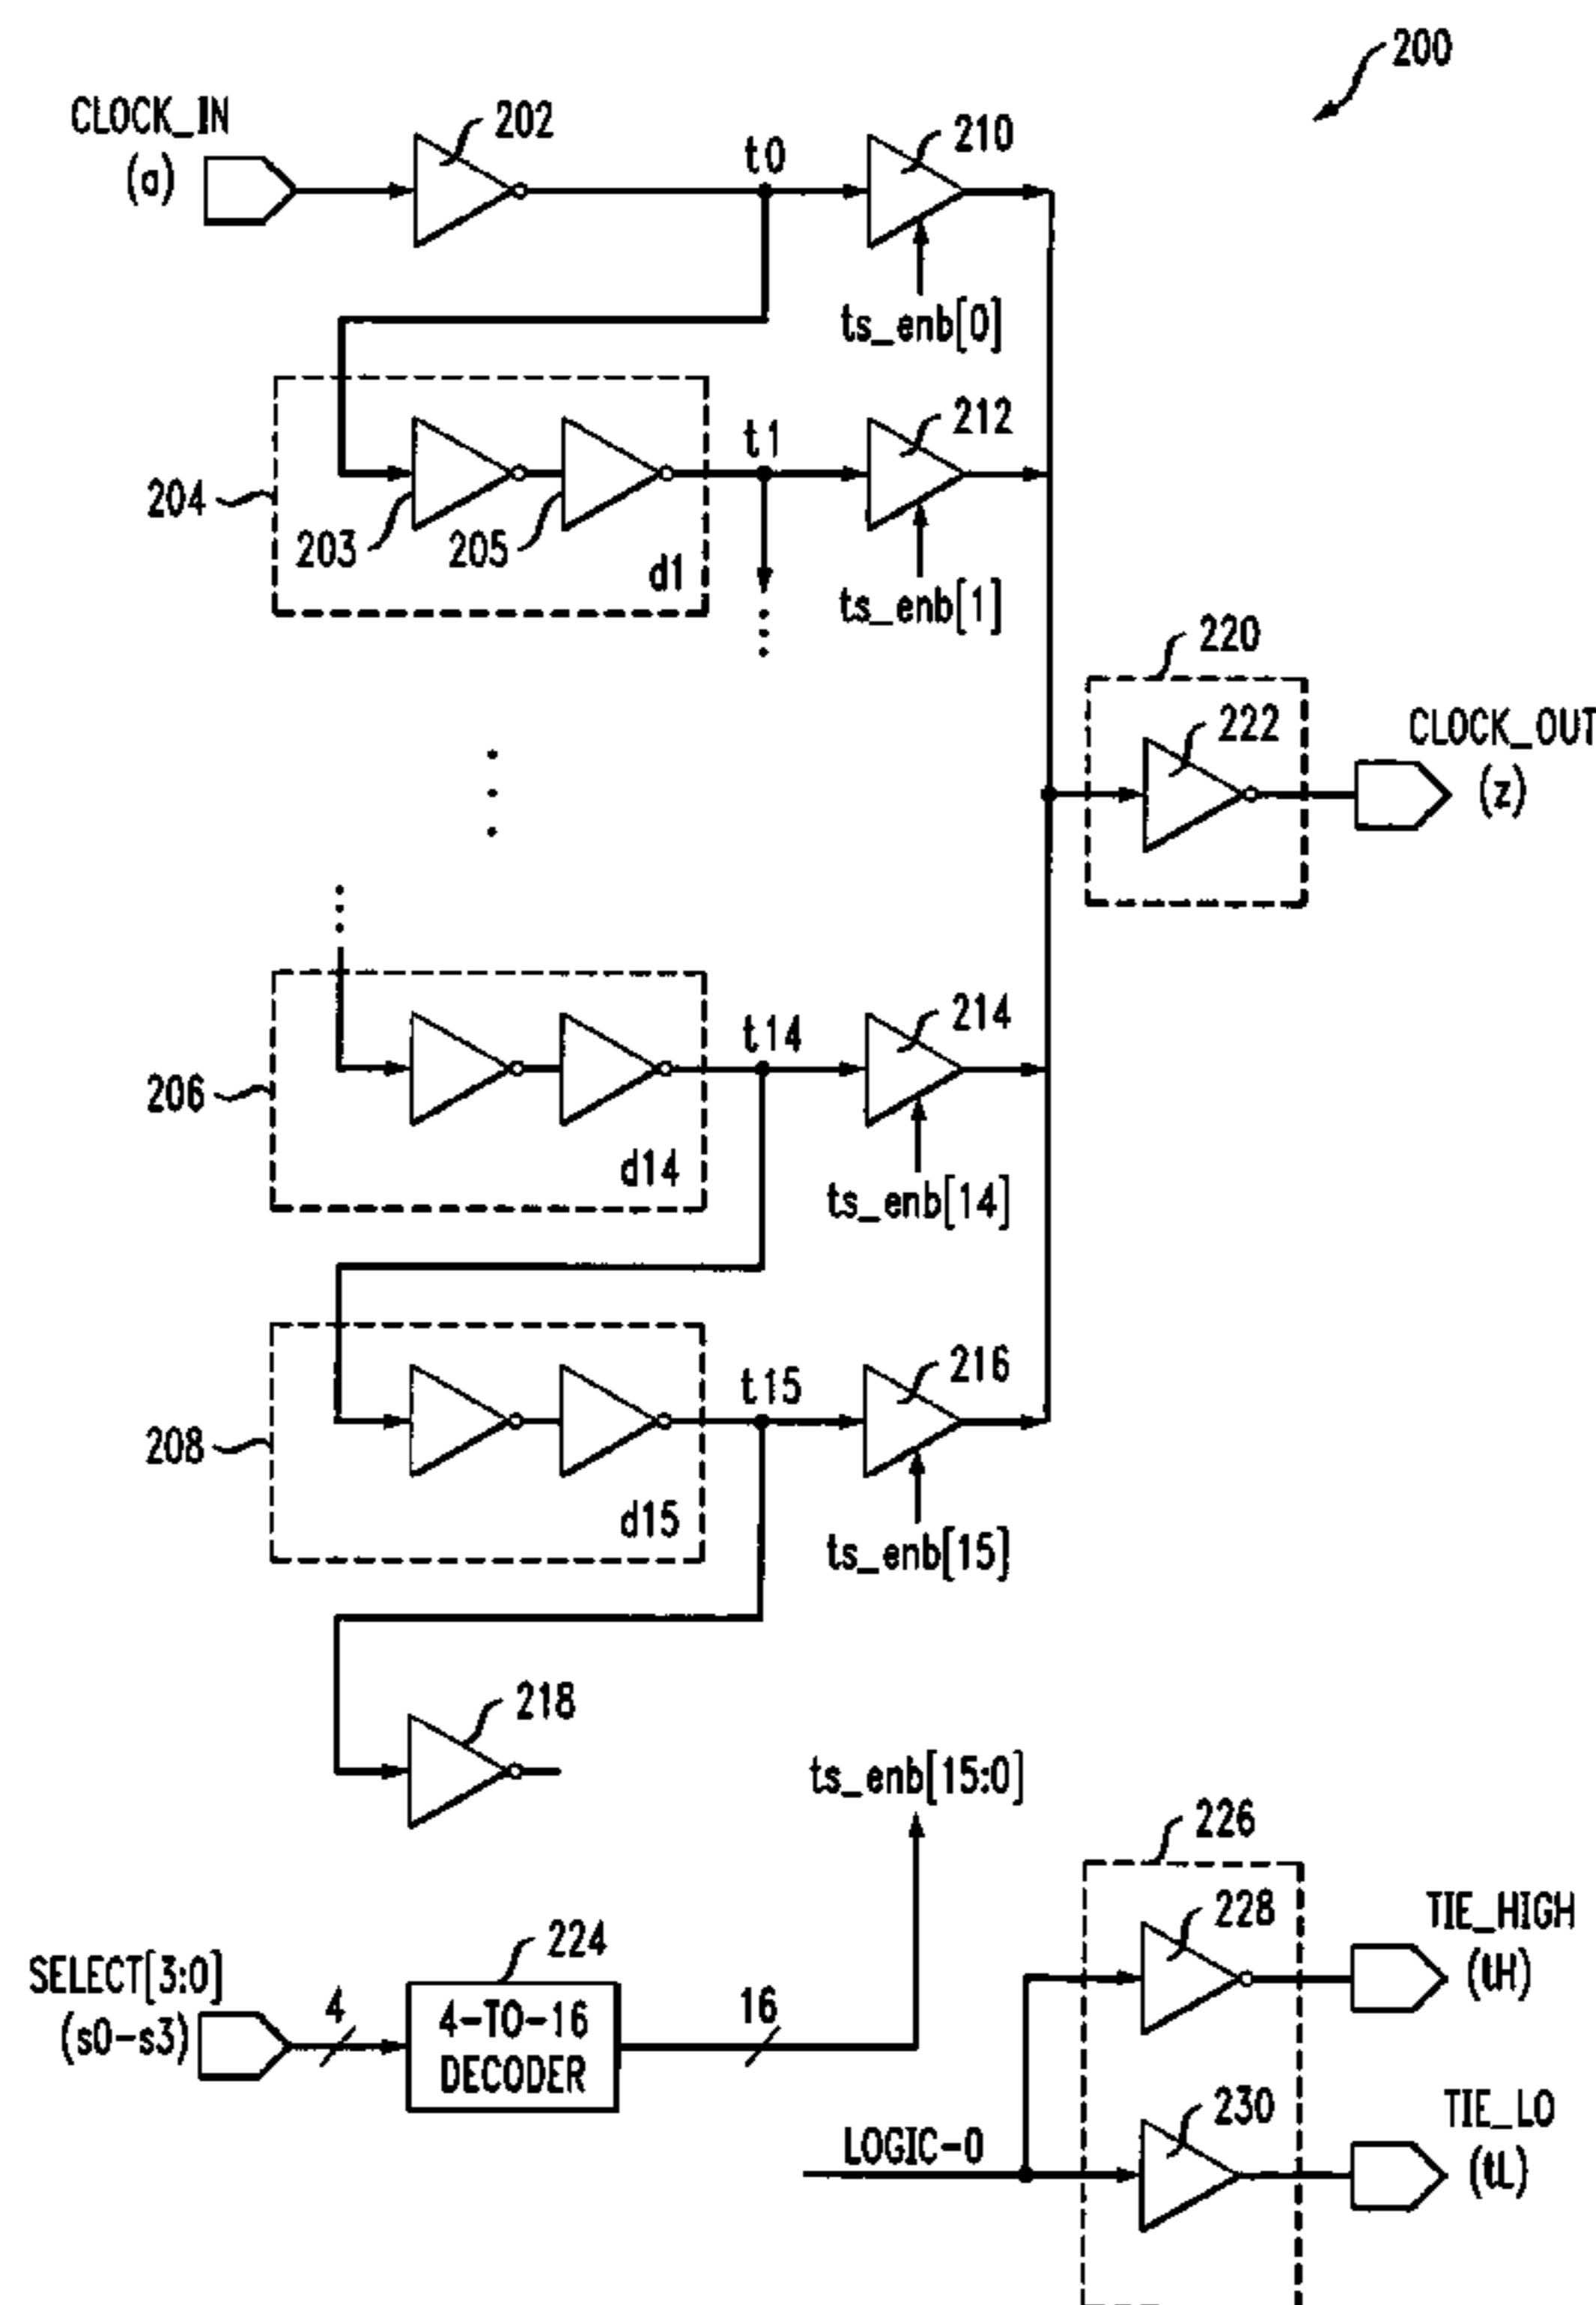 200
CLOCK_IN
(a)
202
t0
210
ts_enb[0]
204
203
205
d1
t1
212
ts_enb[1]
220
222
CLOCK_OUT
(z)
206
d14
t14
214
ts_enb[14]
208
d15
t15
216
ts_enb[15]
218
ts_enb[15:0]
SELECT[3:0]
(s0-s3)
4
224
4-TO-16
DECODER
16
226
228
TIE_HIGH
(tH)
LOGIC-0
230
TIE_LO
(tL)